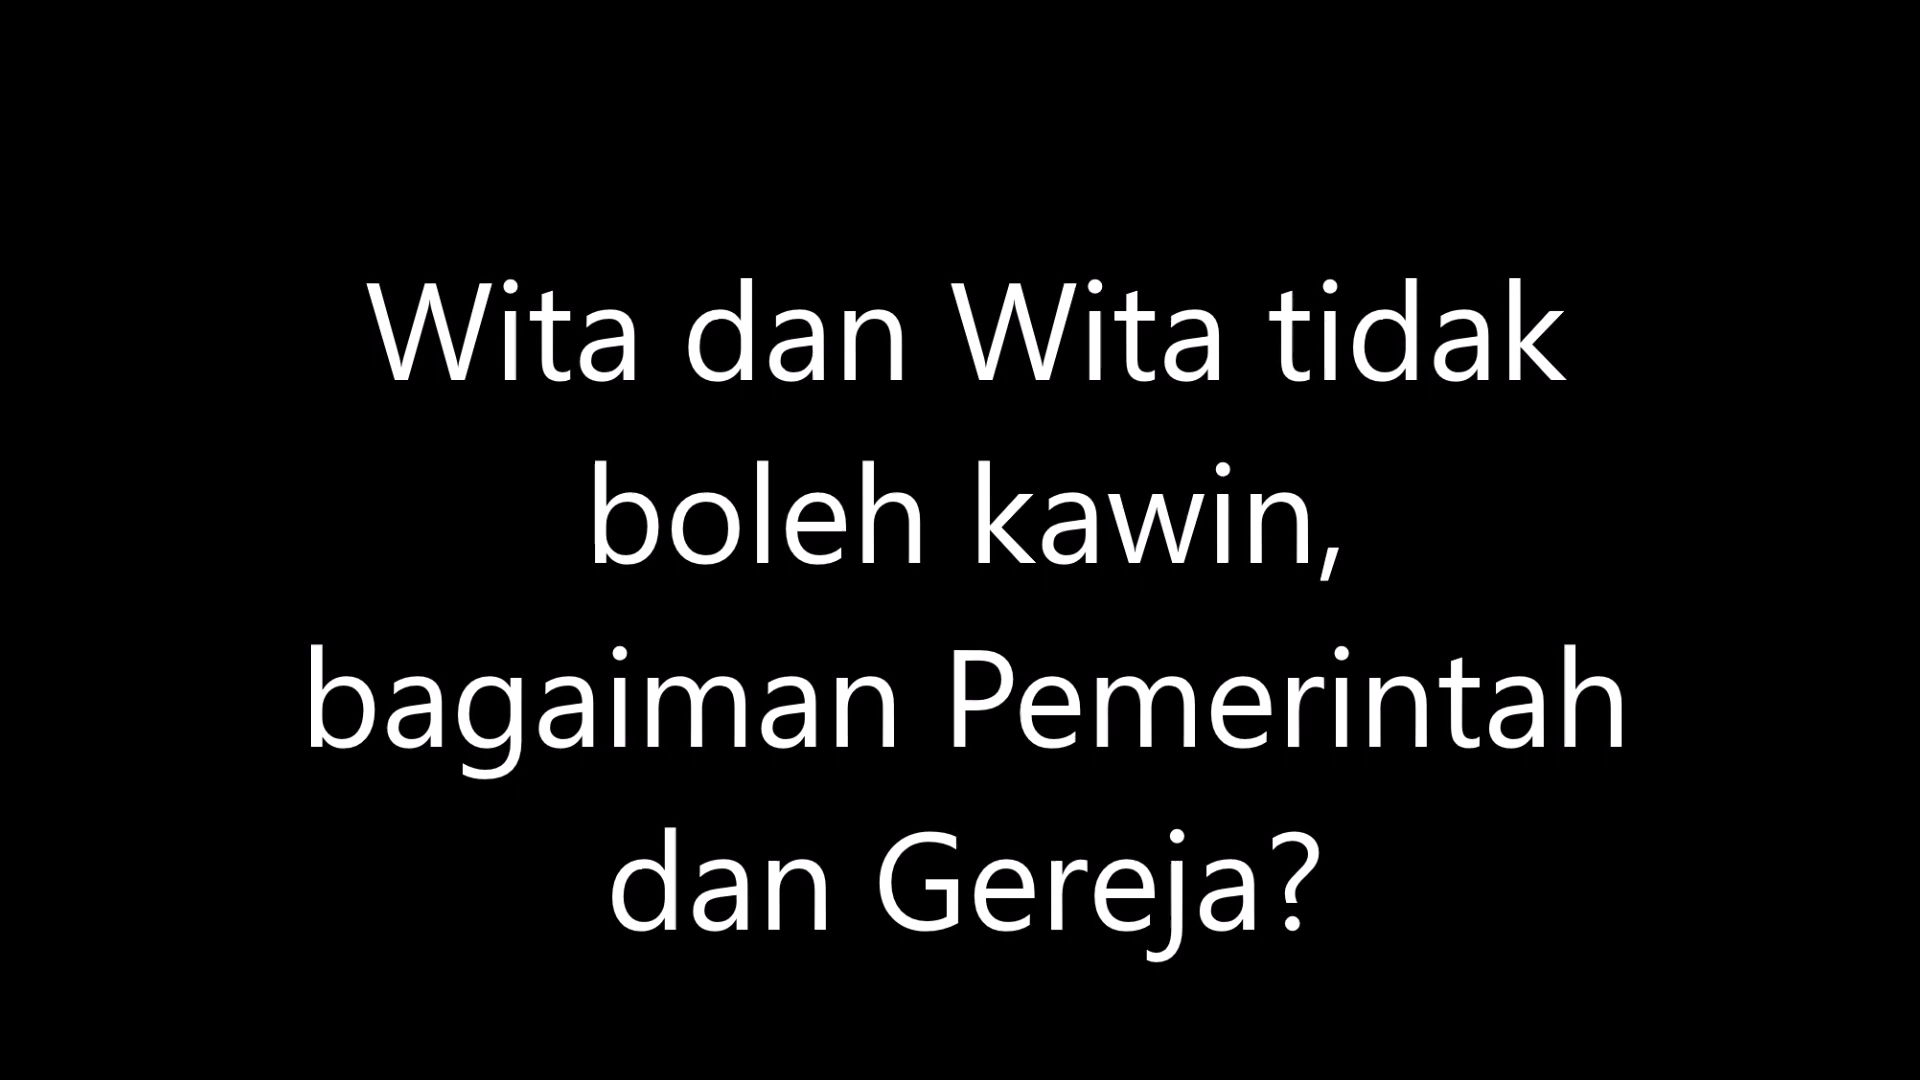 Wita dan Wita tidak
boleh kawin,
bagaiman Pemerintah
dan Gereja?